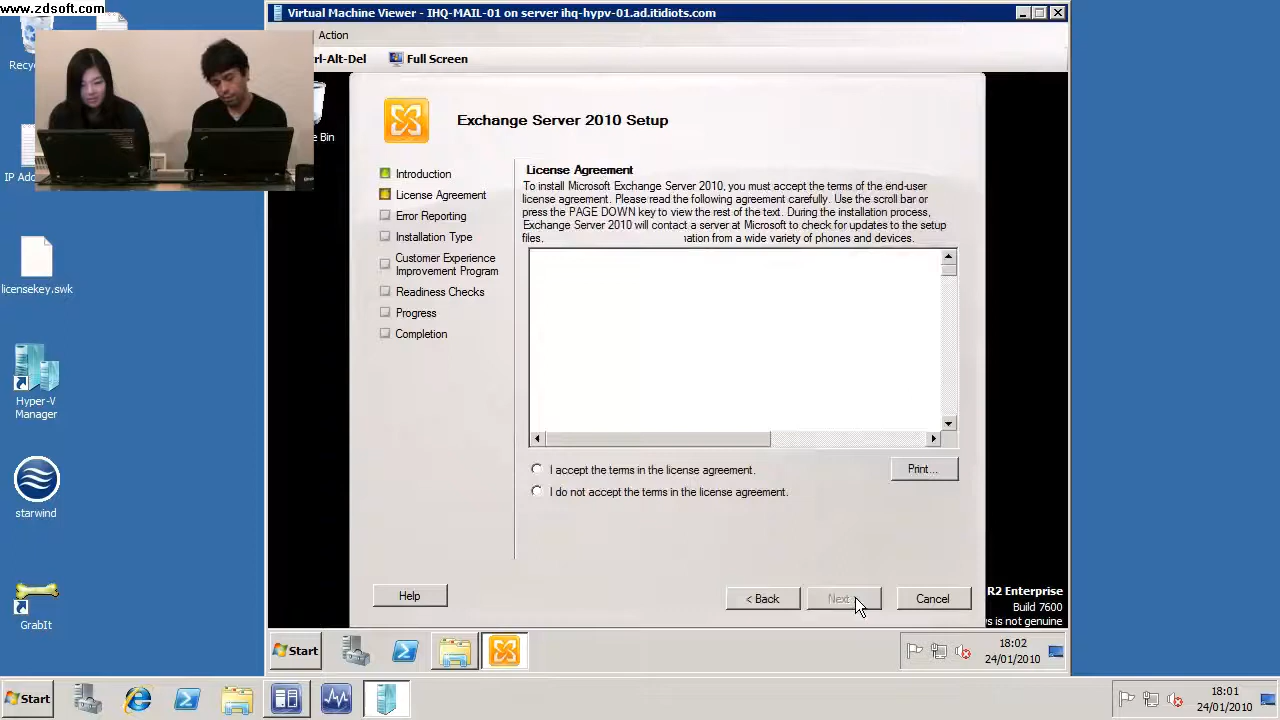 www.zdsoft.com
Virtual Machine Viewer - IHQ-MAIL-01 on server ihq-hypv-01.ad.itidiots.com
Action
rl-Alt-Del
Full Screen
Recyc
IP Add
licensekey.swk
Hyper-V
Manager
starwind
GrabIt
e Bin
Exchange Server 2010 Setup
Introduction
License Agreement
Error Reporting
Installation Type
Customer Experience
Improvement Program
Readiness Checks
Progress
Completion
License Agreement
To install Microsoft Exchange Server 2010, you must accept the terms of the end-user
license agreement. Please read the following agreement carefully. Use the scroll bar or
press the PAGE DOWN key to view the rest of the text. During the installation process,
Exchange Server 2010 will contact a server at Microsoft to check for updates to the setup
files. ation from a wide variety of phones and devices.
I accept the terms in the license agreement.
Print...
I do not accept the terms in the license agreement.
Help
< Back
Next
Cancel
R2 Enterprise
Build 7600
s is not genuine
Start
18:02
24/01/2010
Start
18:01
24/01/2010